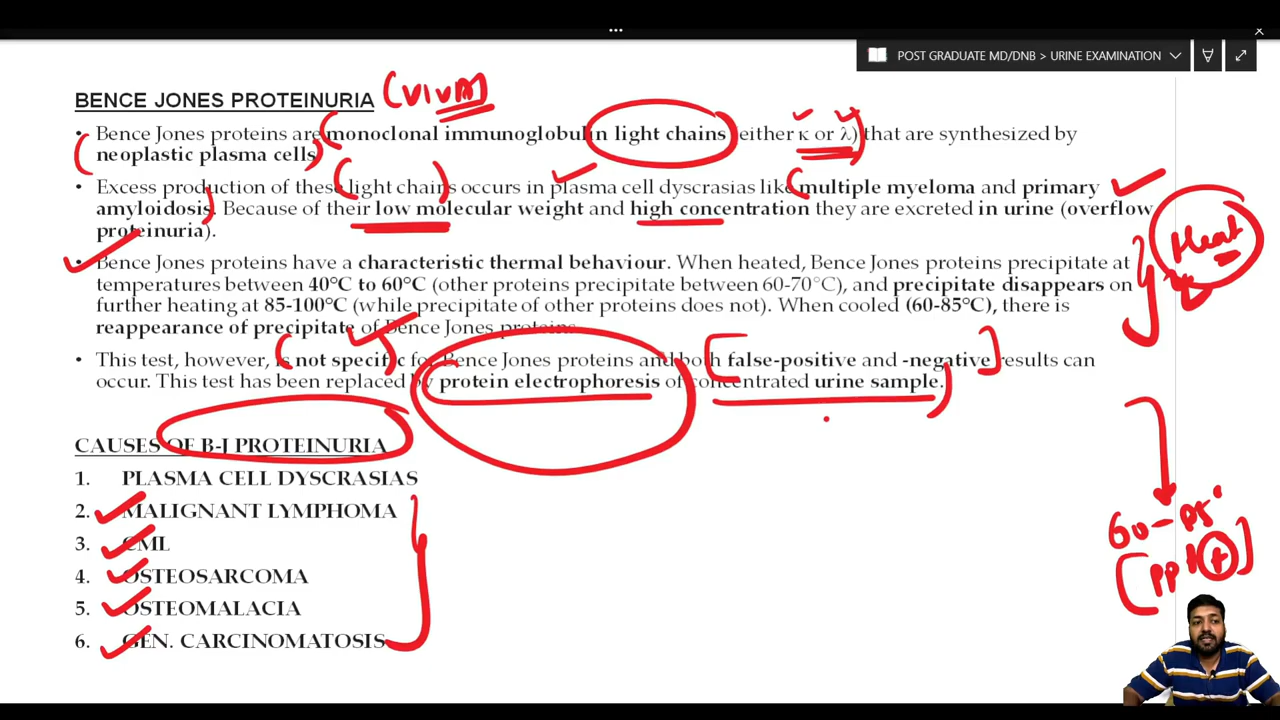 POST GRADUATE MD/DNB > URINE EXAMINATION
BENCE JONES PROTEINURIA (VIVA)
• Bence Jones proteins are monoclonal immunoglobulin light chains (either κ or λ) that are synthesized by
neoplastic plasma cells.
• Excess production of these light chains occurs in plasma cell dyscrasias like multiple myeloma and primary
amyloidosis. Because of their low molecular weight and high concentration they are excreted in urine (overflow
proteinuria).
Heat
• Bence Jones proteins have a characteristic thermal behaviour. When heated, Bence Jones proteins precipitate at
temperatures between 40°C to 60°C (other proteins precipitate between 60-70°C), and precipitate disappears on
further heating at 85-100°C (while precipitate of other proteins does not). When cooled (60-85°C), there is
reappearance of precipitate of Bence Jones proteins.
• This test, however, is not specific for Bence Jones proteins and both false-positive and -negative results can
occur. This test has been replaced by protein electrophoresis of concentrated urine sample.
CAUSES OF B-J PROTEINURIA
1. PLASMA CELL DYSCRASIAS
2. MALIGNANT LYMPHOMA
3. CML
4. OSTEOSARCOMA
5. OSTEOMALACIA
6. GEN. CARCINOMATOSIS
60-85°
[ppt (+)]